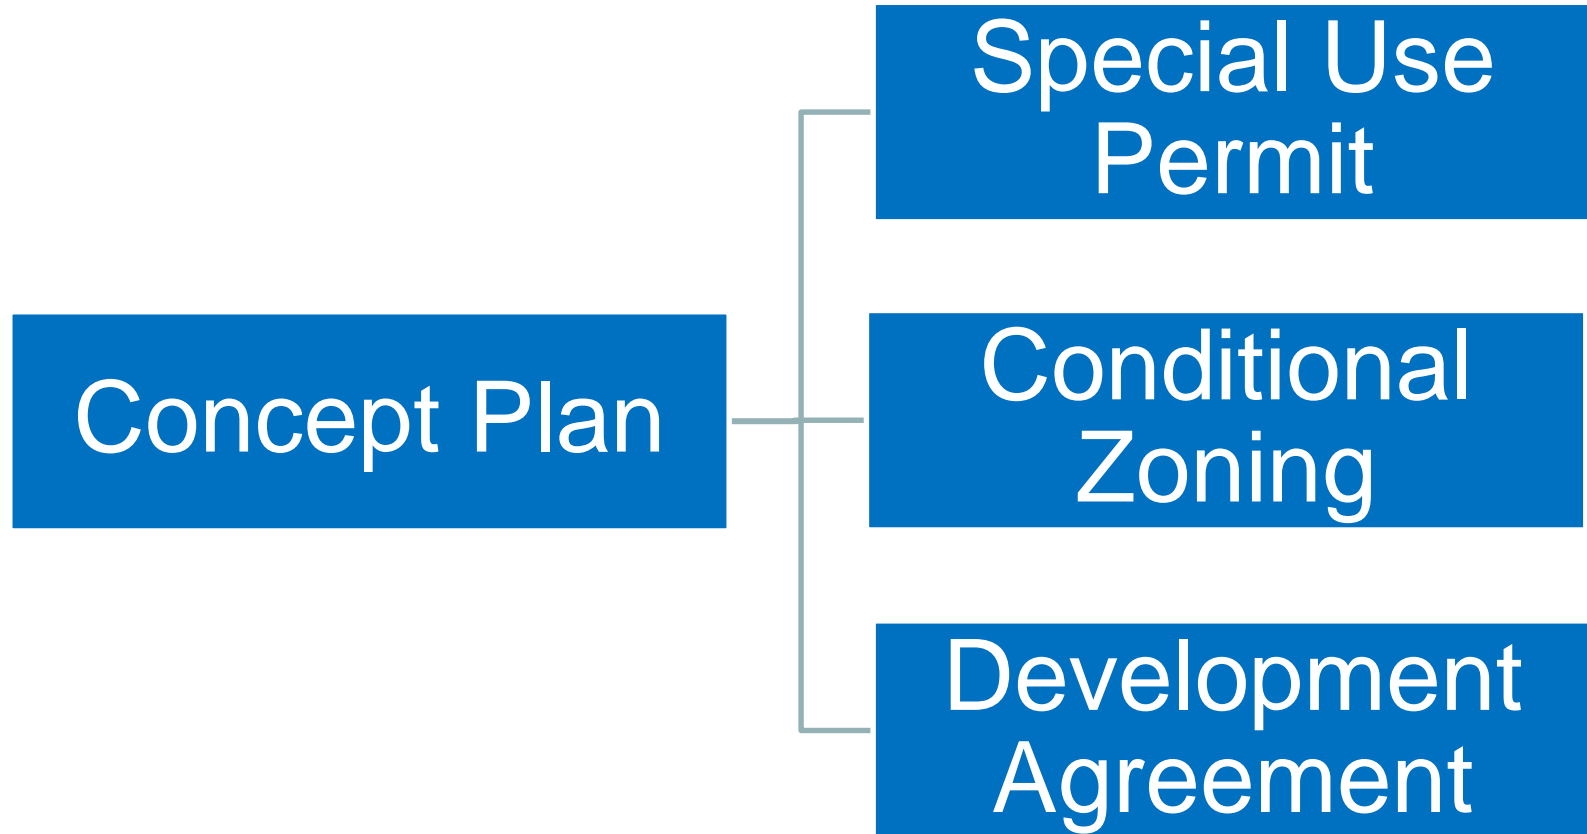 Concept Plan
Special Use
Permit
Conditional
Zoning
Development
Agreement